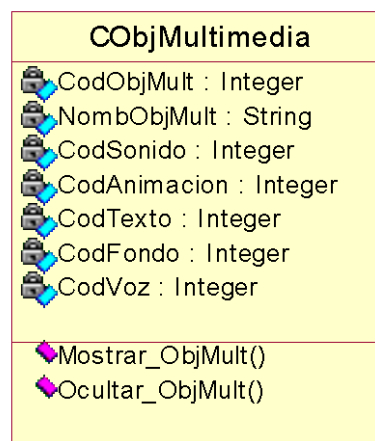 CObjMultimedia
CodObjMult : Integer
NombObjMult : String
CodSonido : Integer
CodAnimacion : Integer
CodTexto : Integer
CodFondo : Integer
CodVoz : Integer
Mostrar_ObjMult()
Ocultar_ObjMult()